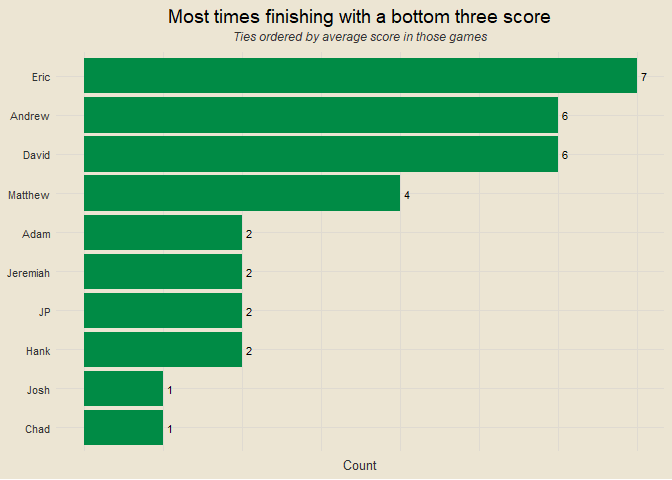 Most times finishing with a bottom three score
Ties ordered by average score in those games
Eric 7
Andrew 6
David 6
Matthew 4
Adam 2
Jeremiah 2
JP 2
Hank 2
Josh 1
Chad 1
Count